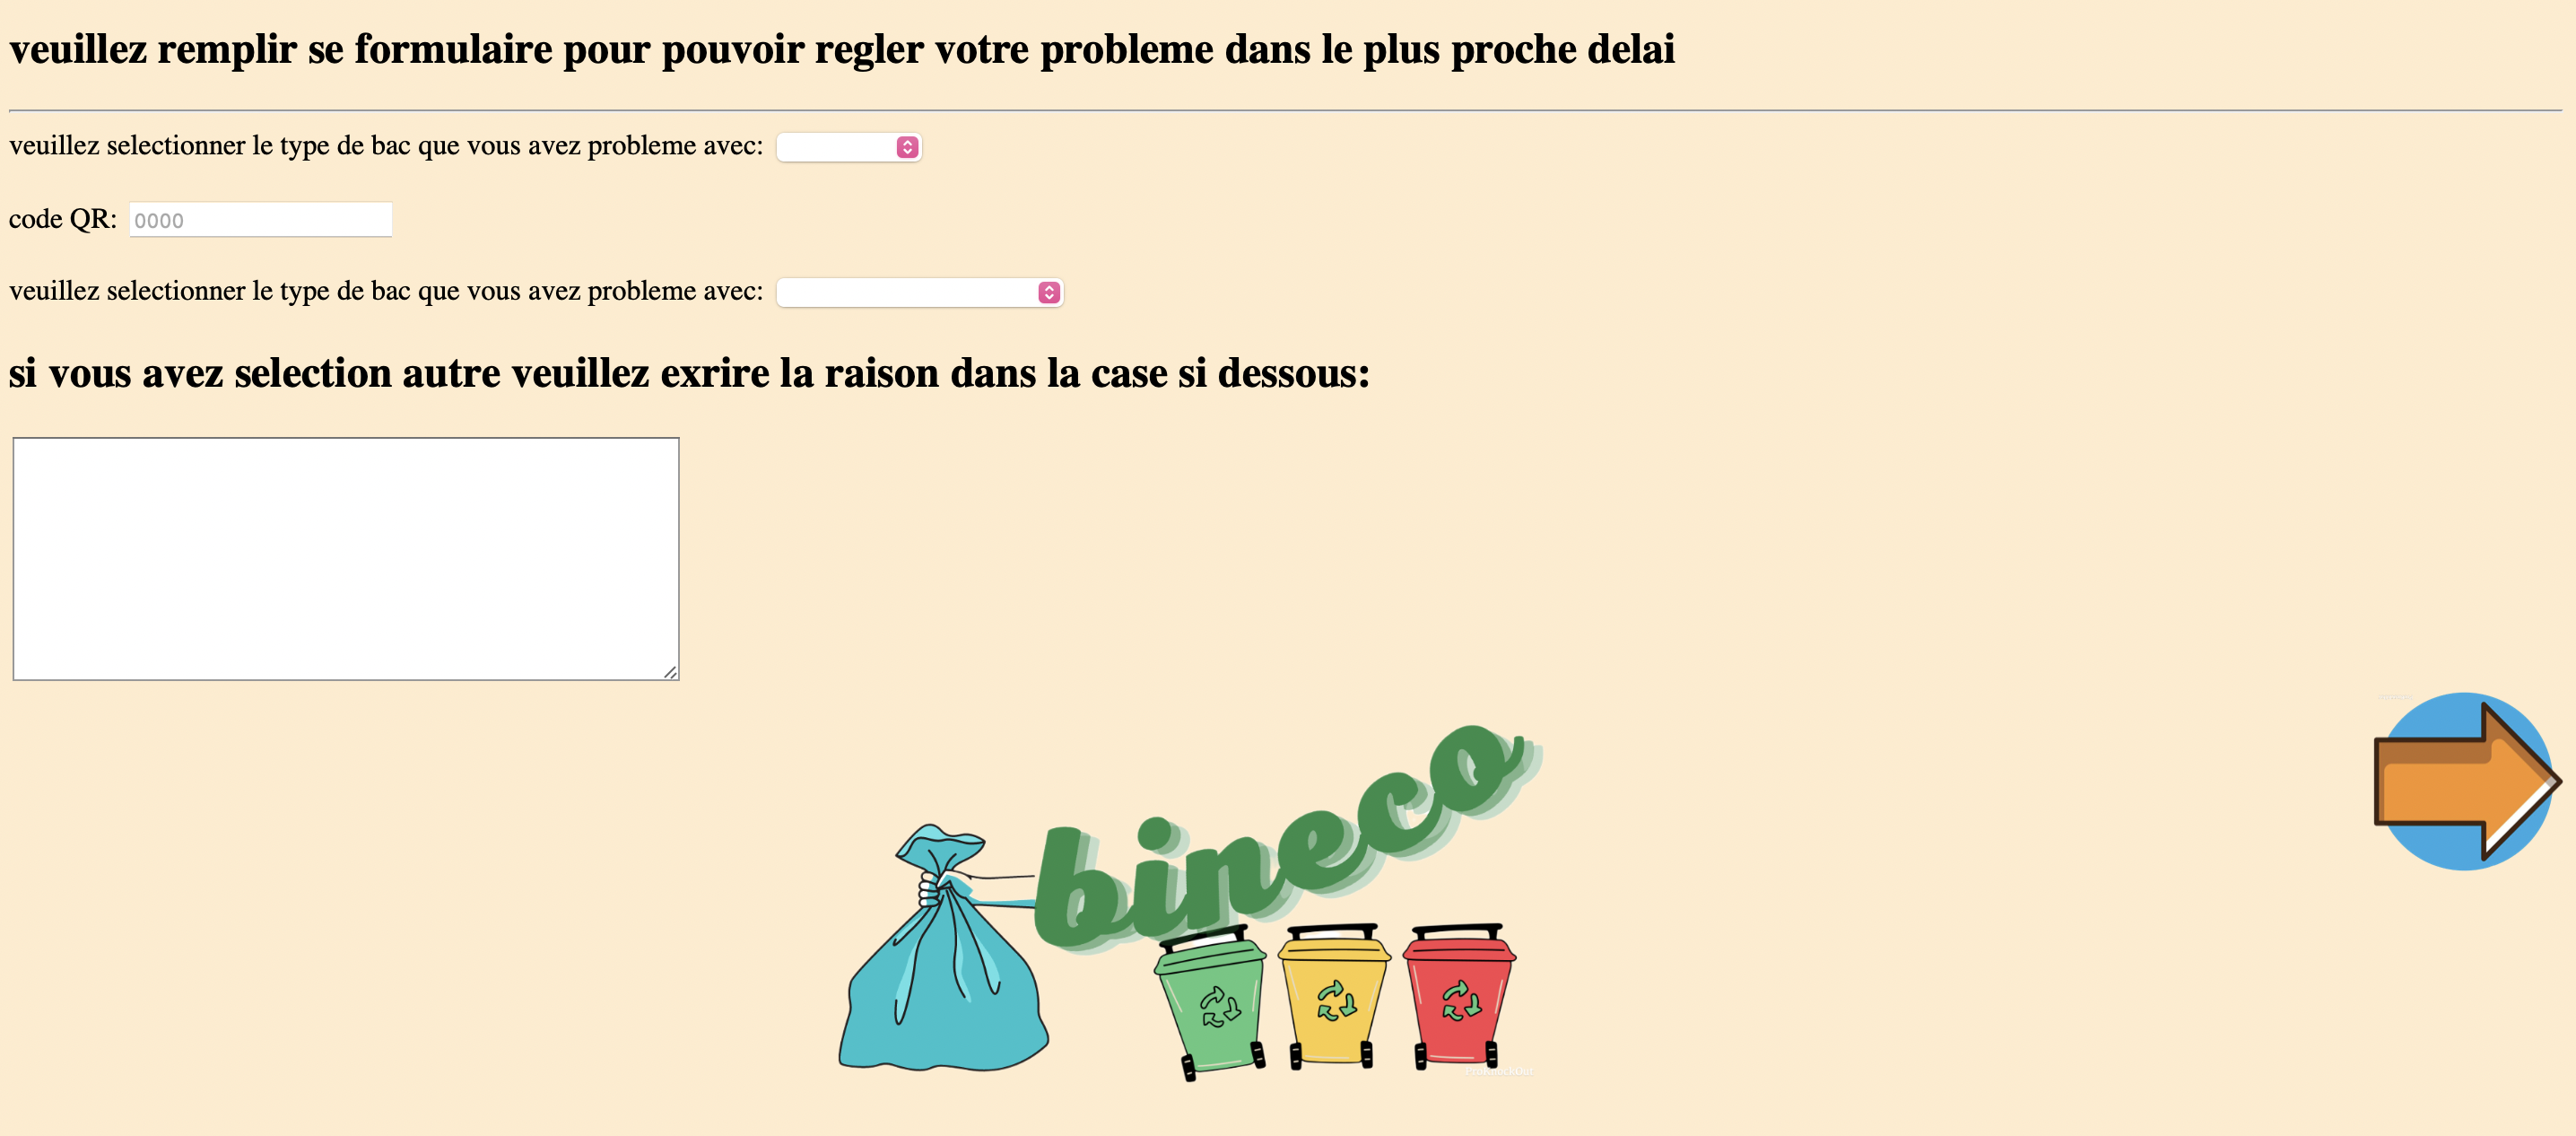 veuillez remplir se formulaire pour pouvoir regler votre probleme dans le plus proche delai
veuillez selectionner le type de bac que vous avez probleme avec:
code QR: 0000
veuillez selectionner le type de bac que vous avez probleme avec:
si vous avez selection autre veuillez exrire la raison dans la case si dessous:
bineco
ProKnockOut